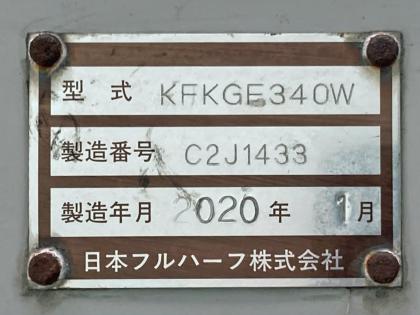 型 式 KFKGE340W
製造番号 C2J1433
製造年月 2020年 1月
日本フルハーフ株式会社